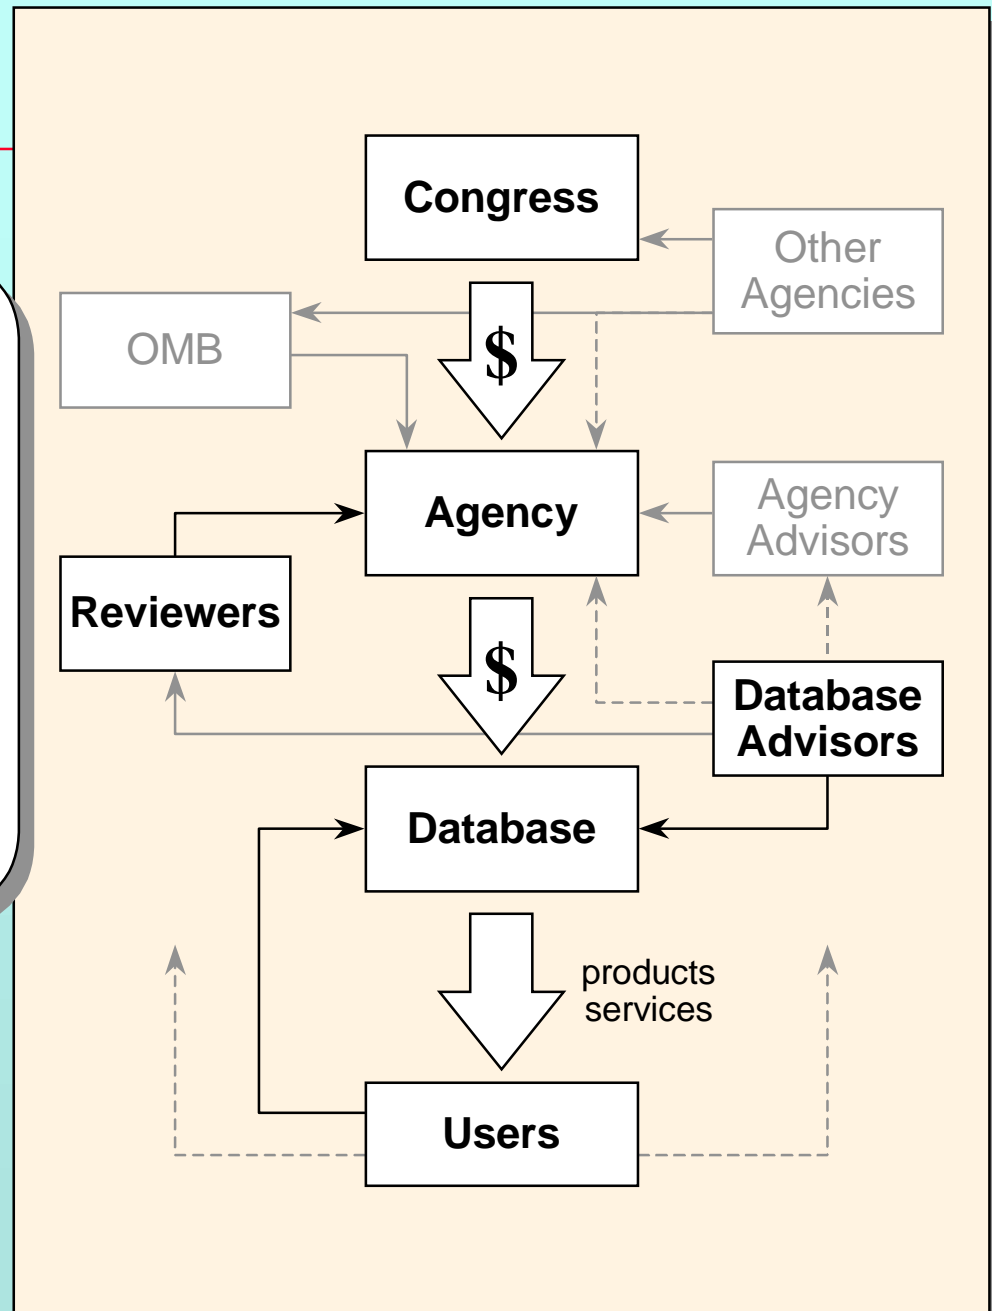 Congress
Other
Agencies
OMB
$
Agency
Agency
Advisors
Reviewers
$
Database
Advisors
Database
products
services
Users